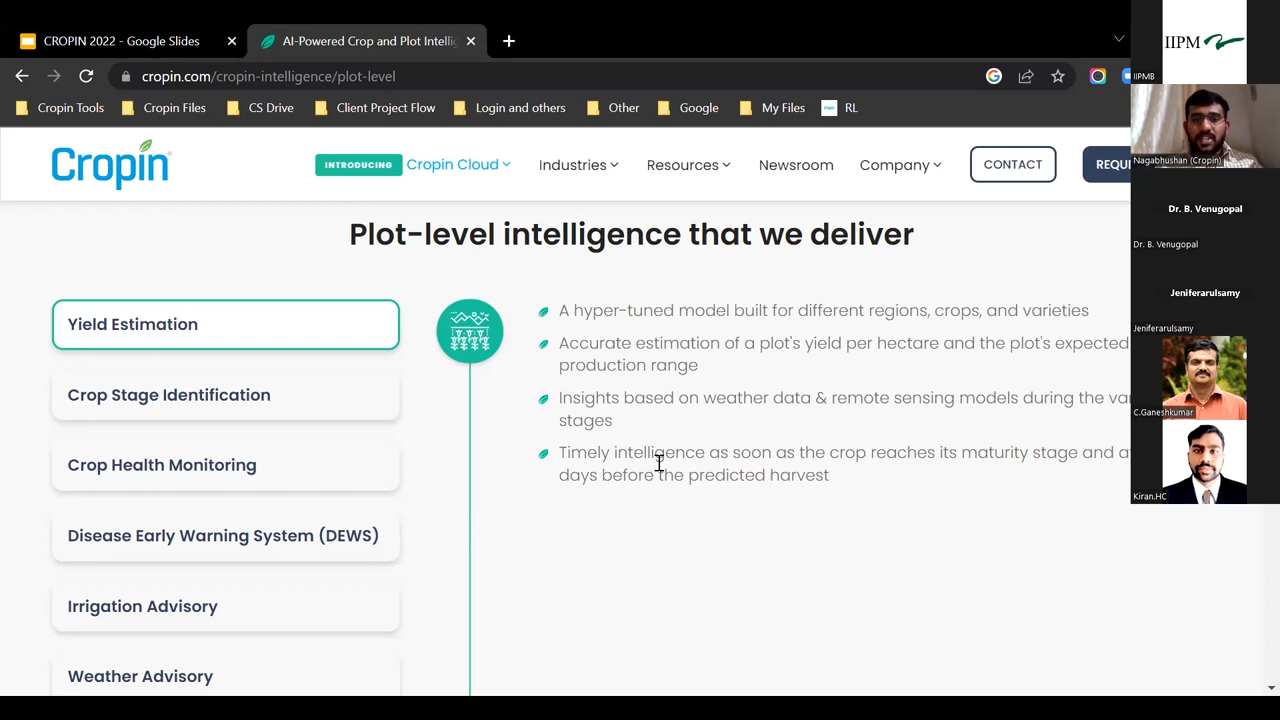 CROPIN 2022 - Google Slides
AI-Powered Crop and Plot Intellig
cropin.com/cropin-intelligence/plot-level
Cropin Tools
Cropin Files
CS Drive
Client Project Flow
Login and others
Other
Google
My Files
RL
Cropin
INTRODUCING
Cropin Cloud
Industries
Resources
Newsroom
Company
CONTACT
REQU
Plot-level intelligence that we deliver
Yield Estimation
Crop Stage Identification
Crop Health Monitoring
Disease Early Warning System (DEWS)
Irrigation Advisory
Weather Advisory
A hyper-tuned model built for different regions, crops, and varieties
Accurate estimation of a plot's yield per hectare and the plot's expected
production range
Insights based on weather data & remote sensing models during the
stages
Timely intelligence as soon as the crop reaches its maturity stage and
days before the predicted harvest
IIPM
IIPMB
Nagabhushan (Cropin)
Dr. B. Venugopal
Dr. B. Venugopal
Jeniferarulsamy
Jeniferarulsamy
C.Ganeshkumar
Kiran.HC